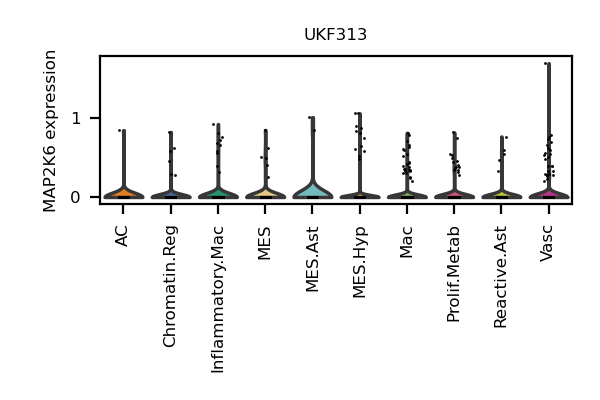 UKF313
MAP2K6 expression
1
0
AC
Chromatin.Reg
Inflammatory.Mac
MES
MES.Ast
MES.Hyp
Mac
Prolif.Metab
Reactive.Ast
Vasc